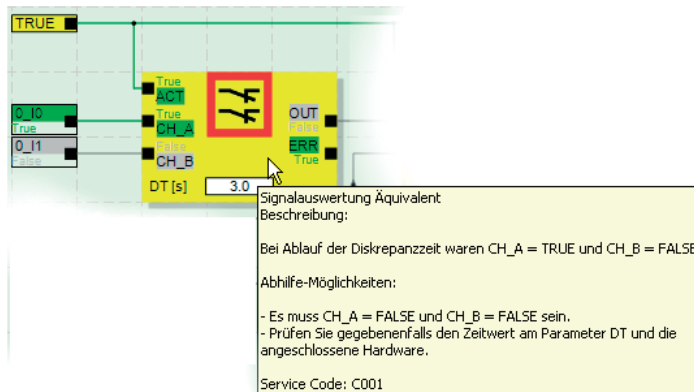 TRUE
True
ACT
0_I0
True
True
CH_A
OUT
False
0_I1
False
False
CH_B
ERR
True
DT [s] 3.0
Signalauswertung Äquivalent
Beschreibung:
Bei Ablauf der Diskrepanzzeit waren CH_A = TRUE und CH_B = FALSE
Abhilfe-Möglichkeiten:
- Es muss CH_A = FALSE und CH_B = FALSE sein.
- Prüfen Sie gegebenenfalls den Zeitwert am Parameter DT und die
angeschlossene Hardware.
Service Code: C001